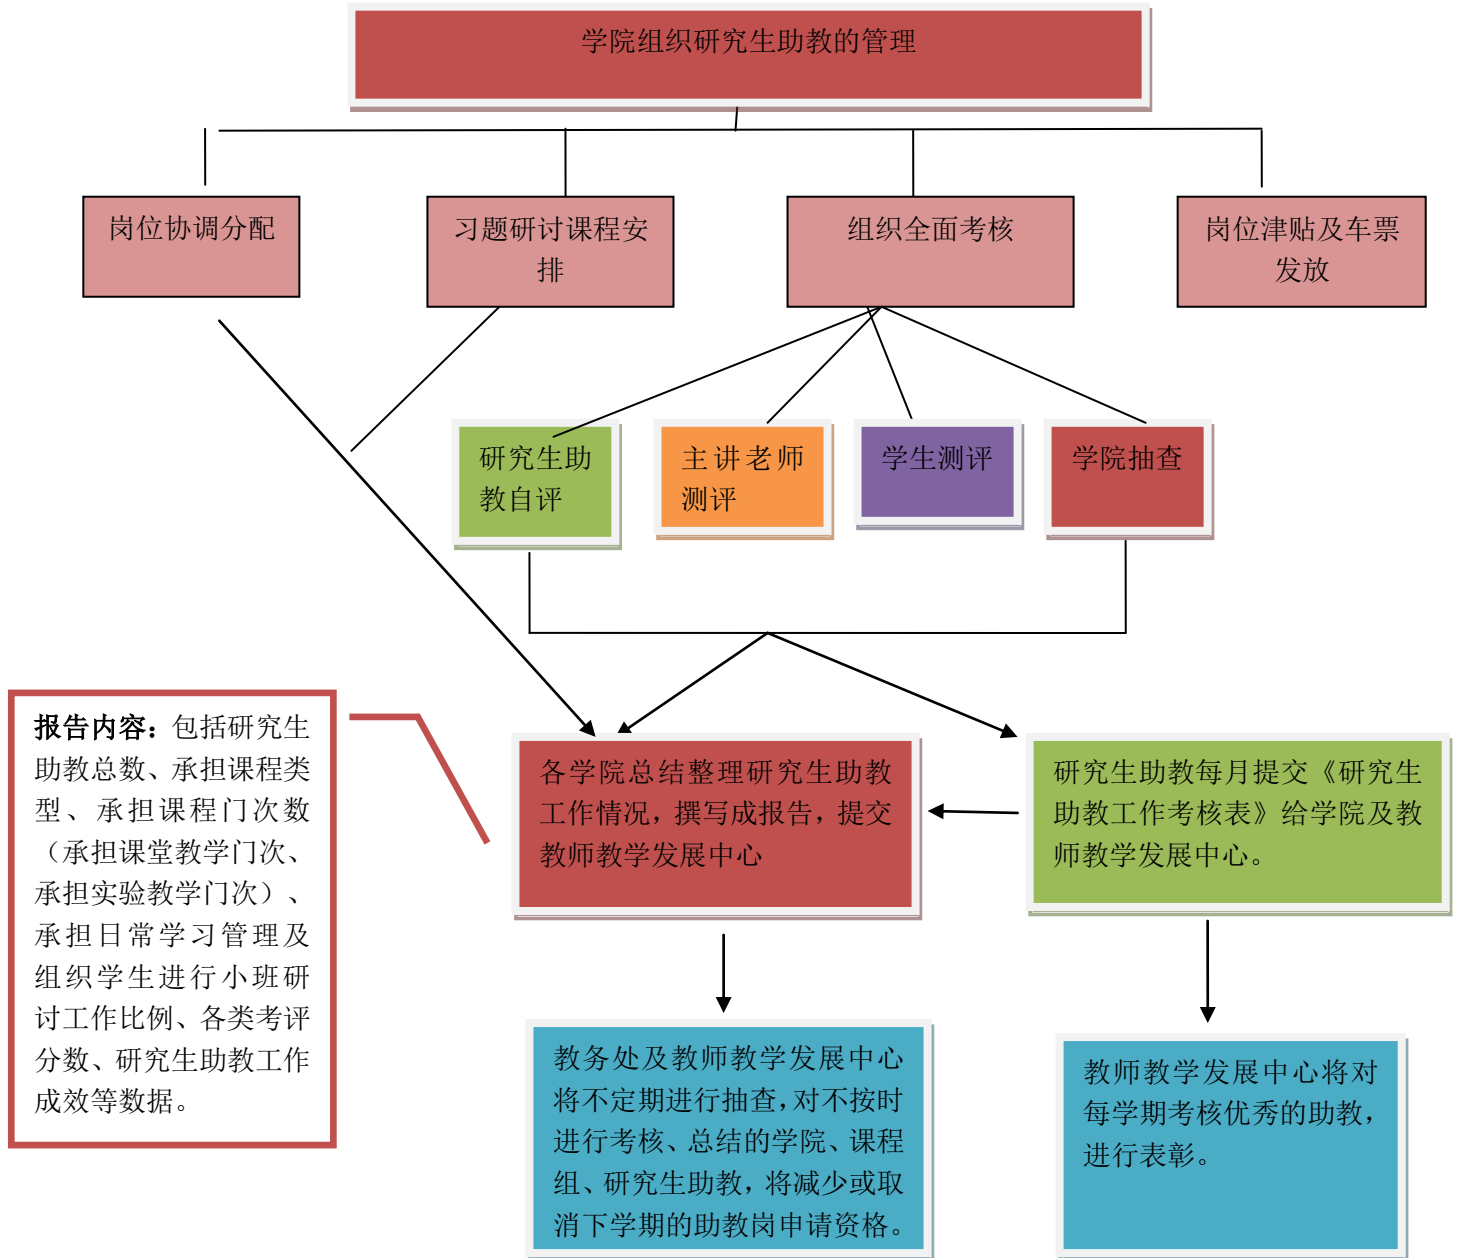 学院组织研究生助教的管理
岗位协调分配
习题研讨课程安
排
组织全面考核
岗位津贴及车票
发放
研究生助
教自评
主讲老师
测评
学生测评
学院抽查
报告内容：包括研究生
助教总数、承担课程类
型、承担课程门次数
（承担课堂教学门次、
承担实验教学门次）、
承担日常学习管理及
组织学生进行小班研
讨工作比例、各类考评
分数、研究生助教工作
成效等数据。
各学院总结整理研究生助教
工作情况，撰写成报告，提交
教师教学发展中心
研究生助教每月提交《研究生
助教工作考核表》给学院及教
师教学发展中心。
教务处及教师教学发展中心
将不定期进行抽查，对不按时
进行考核、总结的学院、课程
组、研究生助教，将减少或取
消下学期的助教岗申请资格。
教师教学发展中心将对
每学期考核优秀的助教，
进行表彰。